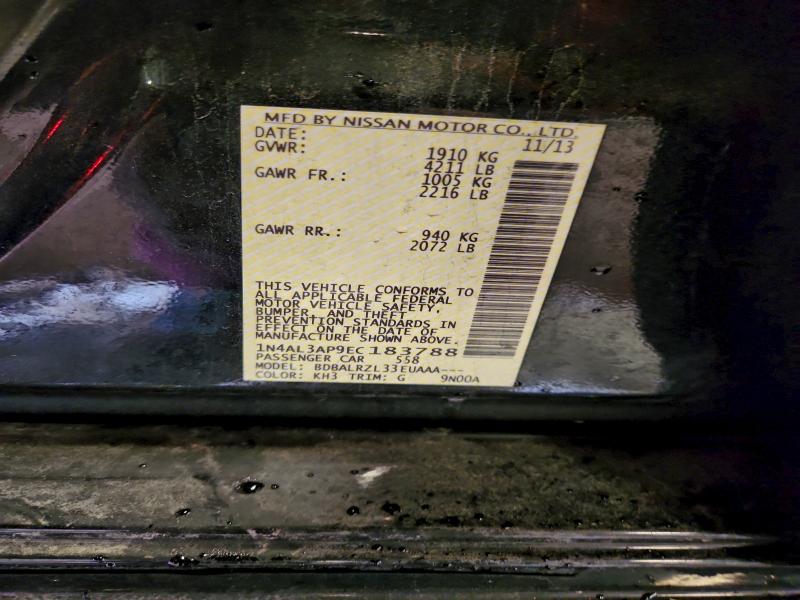 MFD BY NISSAN MOTOR CO., LTD.
DATE: 11/13
GVWR: 1910 KG
4211 LB
GAWR FR.: 1005 KG
2216 LB
GAWR RR.: 940 KG
2072 LB
THIS VEHICLE CONFORMS TO
ALL APPLICABLE FEDERAL
MOTOR VEHICLE SAFETY,
BUMPER, AND THEFT
PREVENTION STANDARDS IN
EFFECT ON THE DATE OF
MANUFACTURE SHOWN ABOVE.
1N4AL3AP9EC183788
PASSENGER CAR 558
MODEL: BDBALRZL33EUAAA---
COLOR: KH3 TRIM: G 9N00A